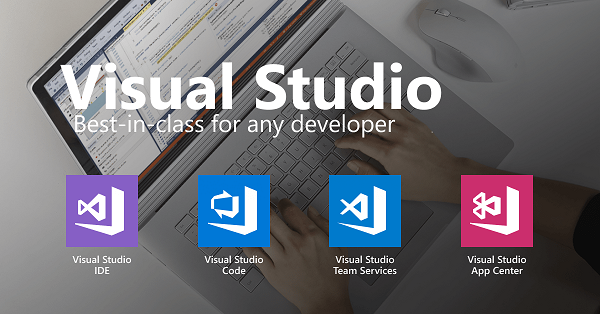 Visual Studio
Best-in-class for any developer
Visual Studio
IDE
Visual Studio
Code
Visual Studio
Team Services
Visual Studio
App Center